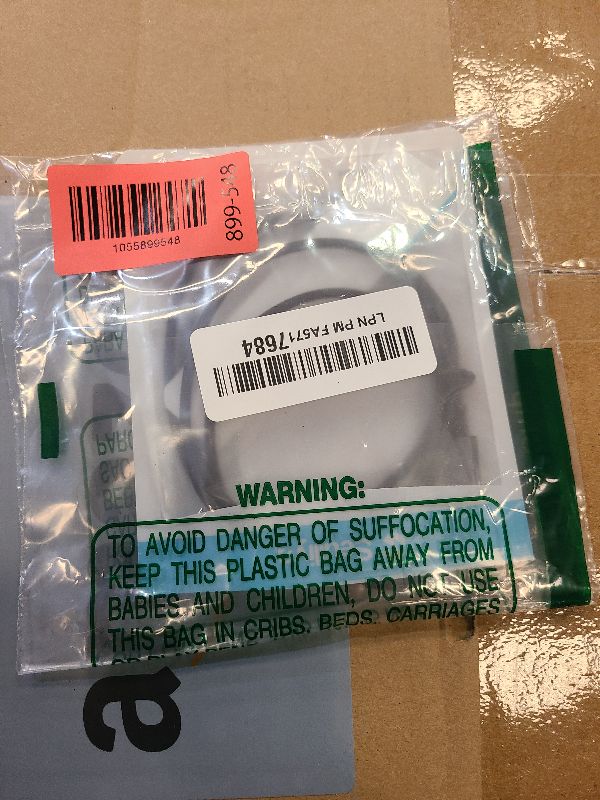 1055899548
899-548
LPN PM FA5717684
WARNING:
TO AVOID DANGER OF SUFFOCATION,
KEEP THIS PLASTIC BAG AWAY FROM
BABIES AND CHILDREN, DO NOT USE
THIS BAG IN CRIBS, BEDS, CARRIAGES
a